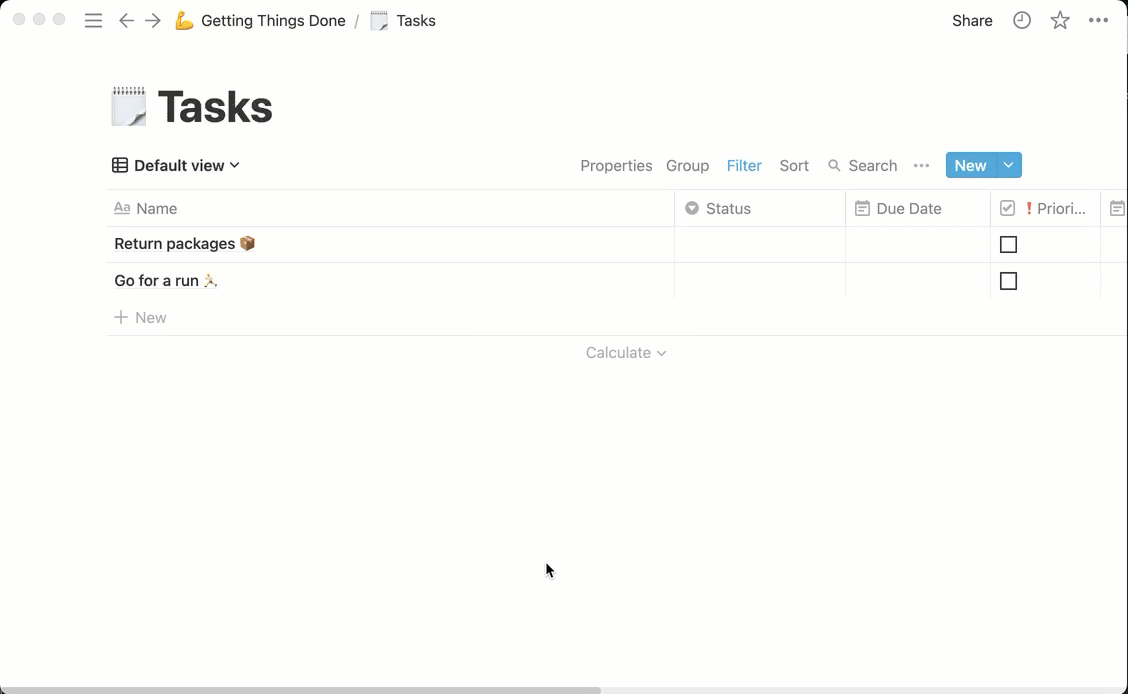 💪 Getting Things Done / 🗒️ Tasks Share
🗒️ Tasks
Default view Properties Group Filter Sort Search New
Aa Name Status Due Date ❗ Priori...
Return packages 📦
Go for a run 🏃
+ New
Calculate